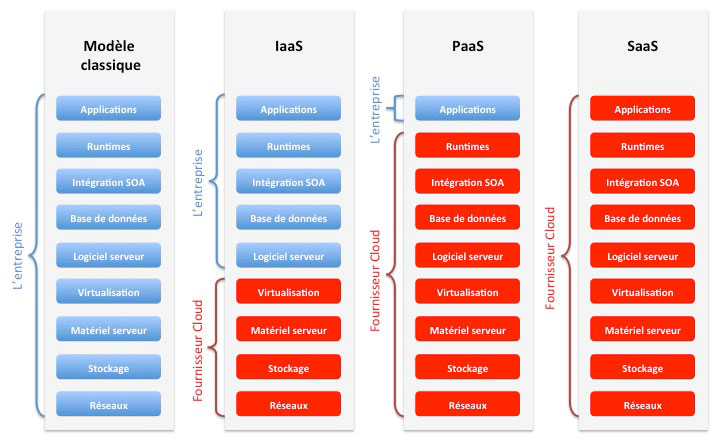 Modèle
classique
L'entreprise
Applications
Runtimes
Intégration SOA
Base de données
Logiciel serveur
Virtualisation
Matériel serveur
Stockage
Réseaux
IaaS
L'entreprise
Fournisseur Cloud
Applications
Runtimes
Intégration SOA
Base de données
Logiciel serveur
Virtualisation
Matériel serveur
Stockage
Réseaux
PaaS
L'entreprise
Fournisseur Cloud
Applications
Runtimes
Intégration SOA
Base de données
Logiciel serveur
Virtualisation
Matériel serveur
Stockage
Réseaux
SaaS
Fournisseur Cloud
Applications
Runtimes
Intégration SOA
Base de données
Logiciel serveur
Virtualisation
Matériel serveur
Stockage
Réseaux